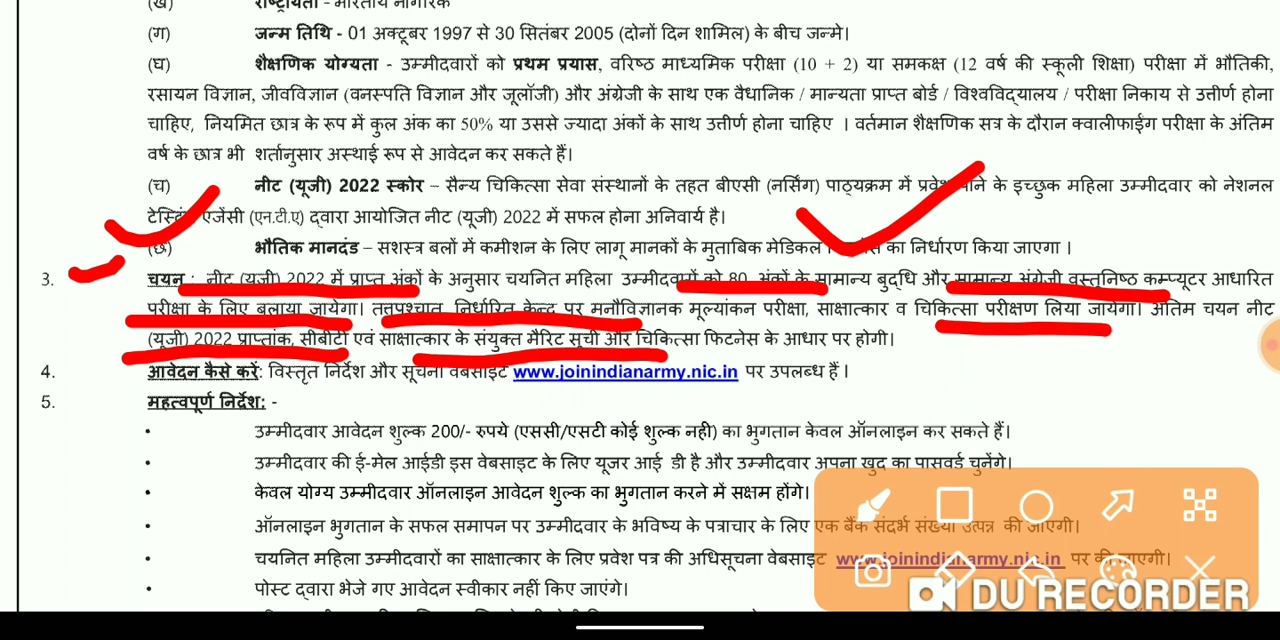 (ख) राष्ट्रीयता - भारतीय नागरिक
(ग) जन्म तिथि - 01 अक्टूबर 1997 से 30 सितंबर 2005 (दोनों दिन शामिल) के बीच जन्मे।
(घ) शैक्षणिक योग्यता - उम्मीदवारों को प्रथम प्रयास, वरिष्ठ माध्यमिक परीक्षा (10 + 2) या समकक्ष (12 वर्ष की स्कूली शिक्षा) परीक्षा में भौतिकी,
रसायन विज्ञान, जीवविज्ञान (वनस्पति विज्ञान और जूलॉजी) और अंग्रेजी के साथ एक वैधानिक / मान्यता प्राप्त बोर्ड / विश्वविद्यालय / परीक्षा निकाय से उत्तीर्ण होना
चाहिए, नियमित छात्र के रूप में कुल अंक का 50% या उससे ज्यादा अंकों के साथ उत्तीर्ण होना चाहिए । वर्तमान शैक्षणिक सत्र के दौरान क्वालीफाईंग परीक्षा के अंतिम
वर्ष के छात्र भी शर्तानुसार अस्थाई रूप से आवेदन कर सकते हैं।
(च) नीट (यूजी) 2022 स्कोर – सैन्य चिकित्सा सेवा संस्थानों के तहत बीएसी (नर्सिंग) पाठ्यक्रम में प्रवेश के इच्छुक महिला उम्मीदवार को नेशनल
टेस्टिंग एजेंसी (एन.टी.ए) द्वारा आयोजित नीट (यूजी) 2022 में सफल होना अनिवार्य है।
(छ) भौतिक मानदंड – सशस्त्र बलों में कमीशन के लिए लागू मानकों के मुताबिक मेडिकल का निर्धारण किया जाएगा ।
3. चयन : नीट (यूजी) 2022 में प्राप्त अंकों के अनुसार चयनित महिला उम्मीदवारों को 80 अंकों के सामान्य बुद्धि और सामान्य अंग्रेजी वस्तुनिष्ठ कम्प्यूटर आधारित
परीक्षा के लिए बुलाया जायेगा। तत्तपश्चात निर्धारित केन्द्र पर मनौविज्ञानक मूल्यांकन परीक्षा, साक्षात्कार व चिकित्सा परीक्षण लिया जायेगा। अंतिम चयन नीट
(यूजी) 2022 प्राप्तांक, सीबीटी एवं साक्षात्कार के संयुक्त मैरिट सूची और चिकित्सा फिटनेस के आधार पर होगी।
4. आवेदन कैसे करें: विस्तृत निर्देश और सूचना वेबसाइट www.joinindianarmy.nic.in पर उपलब्ध हैं ।
5. महत्वपूर्ण निर्देश: -
• उम्मीदवार आवेदन शुल्क 200/- रुपये (एससी/एसटी कोई शुल्क नही) का भुगतान केवल ऑनलाइन कर सकते हैं।
• उम्मीदवार की ई-मेल आईडी इस वेबसाइट के लिए यूजर आई डी है और उम्मीदवार अपना खुद का पासवर्ड चुनेंगे।
• केवल योग्य उम्मीदवार ऑनलाइन आवेदन शुल्क का भुगतान करने में सक्षम होंगे।
• ऑनलाइन भुगतान के सफल समापन पर उम्मीदवार के भविष्य के पत्राचार के लिए एक बैंक संदर्भ संख्या उत्पन्न की जाएगी।
• चयनित महिला उम्मीदवारों का साक्षात्कार के लिए प्रवेश पत्र की अधिसूचना वेबसाइट www.joinindianarmy.nic.in पर की जाएगी।
• पोस्ट द्वारा भेजे गए आवेदन स्वीकार नहीं किए जाएंगे।
DU RECORDER